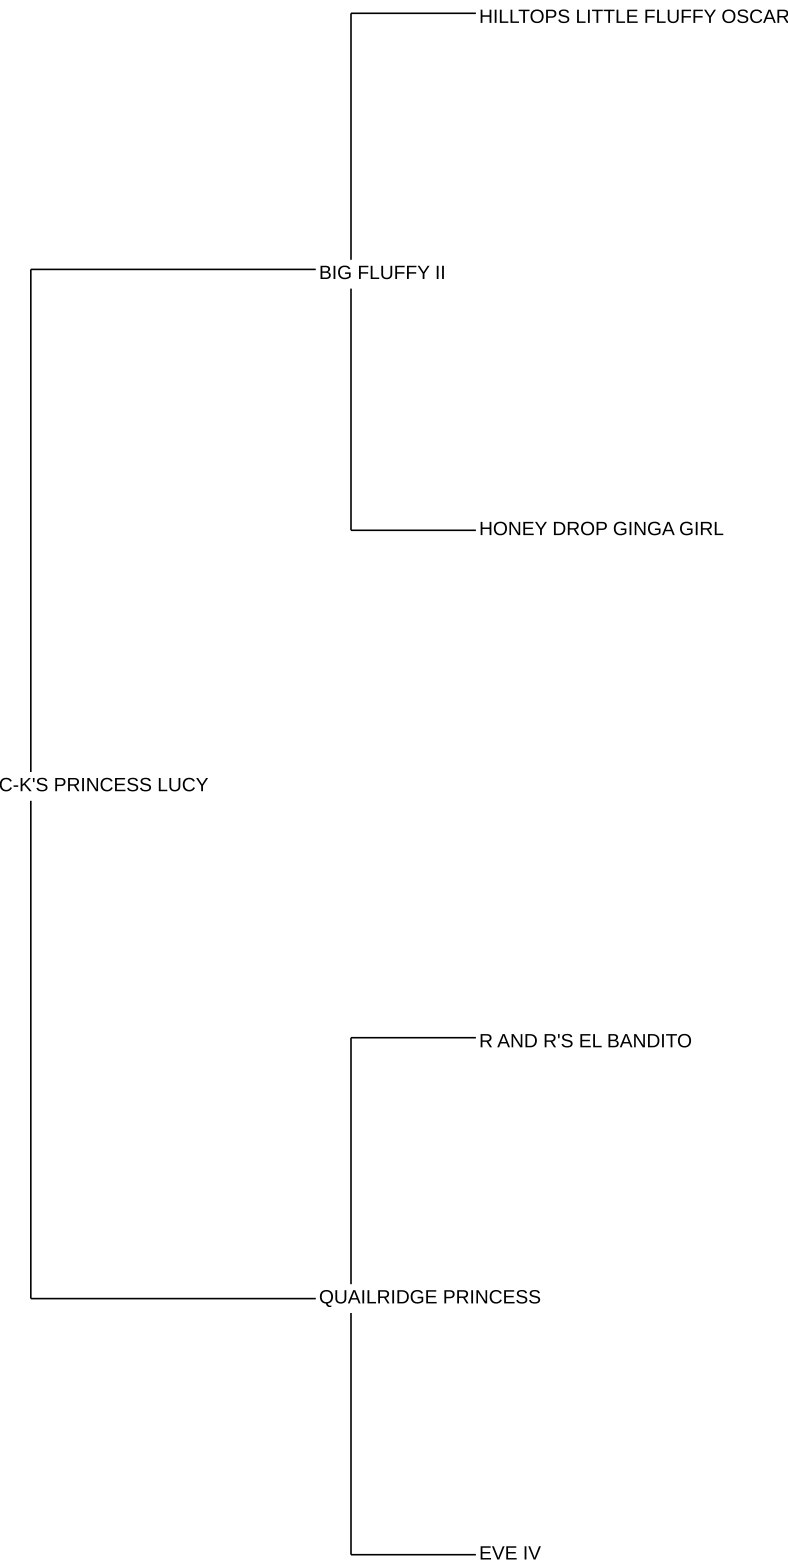 HILLTOPS LITTLE FLUFFY OSCAR
BIG FLUFFY II
HONEY DROP GINGA GIRL
C-K'S PRINCESS LUCY
R AND R'S EL BANDITO
QUAILRIDGE PRINCESS
EVE IV